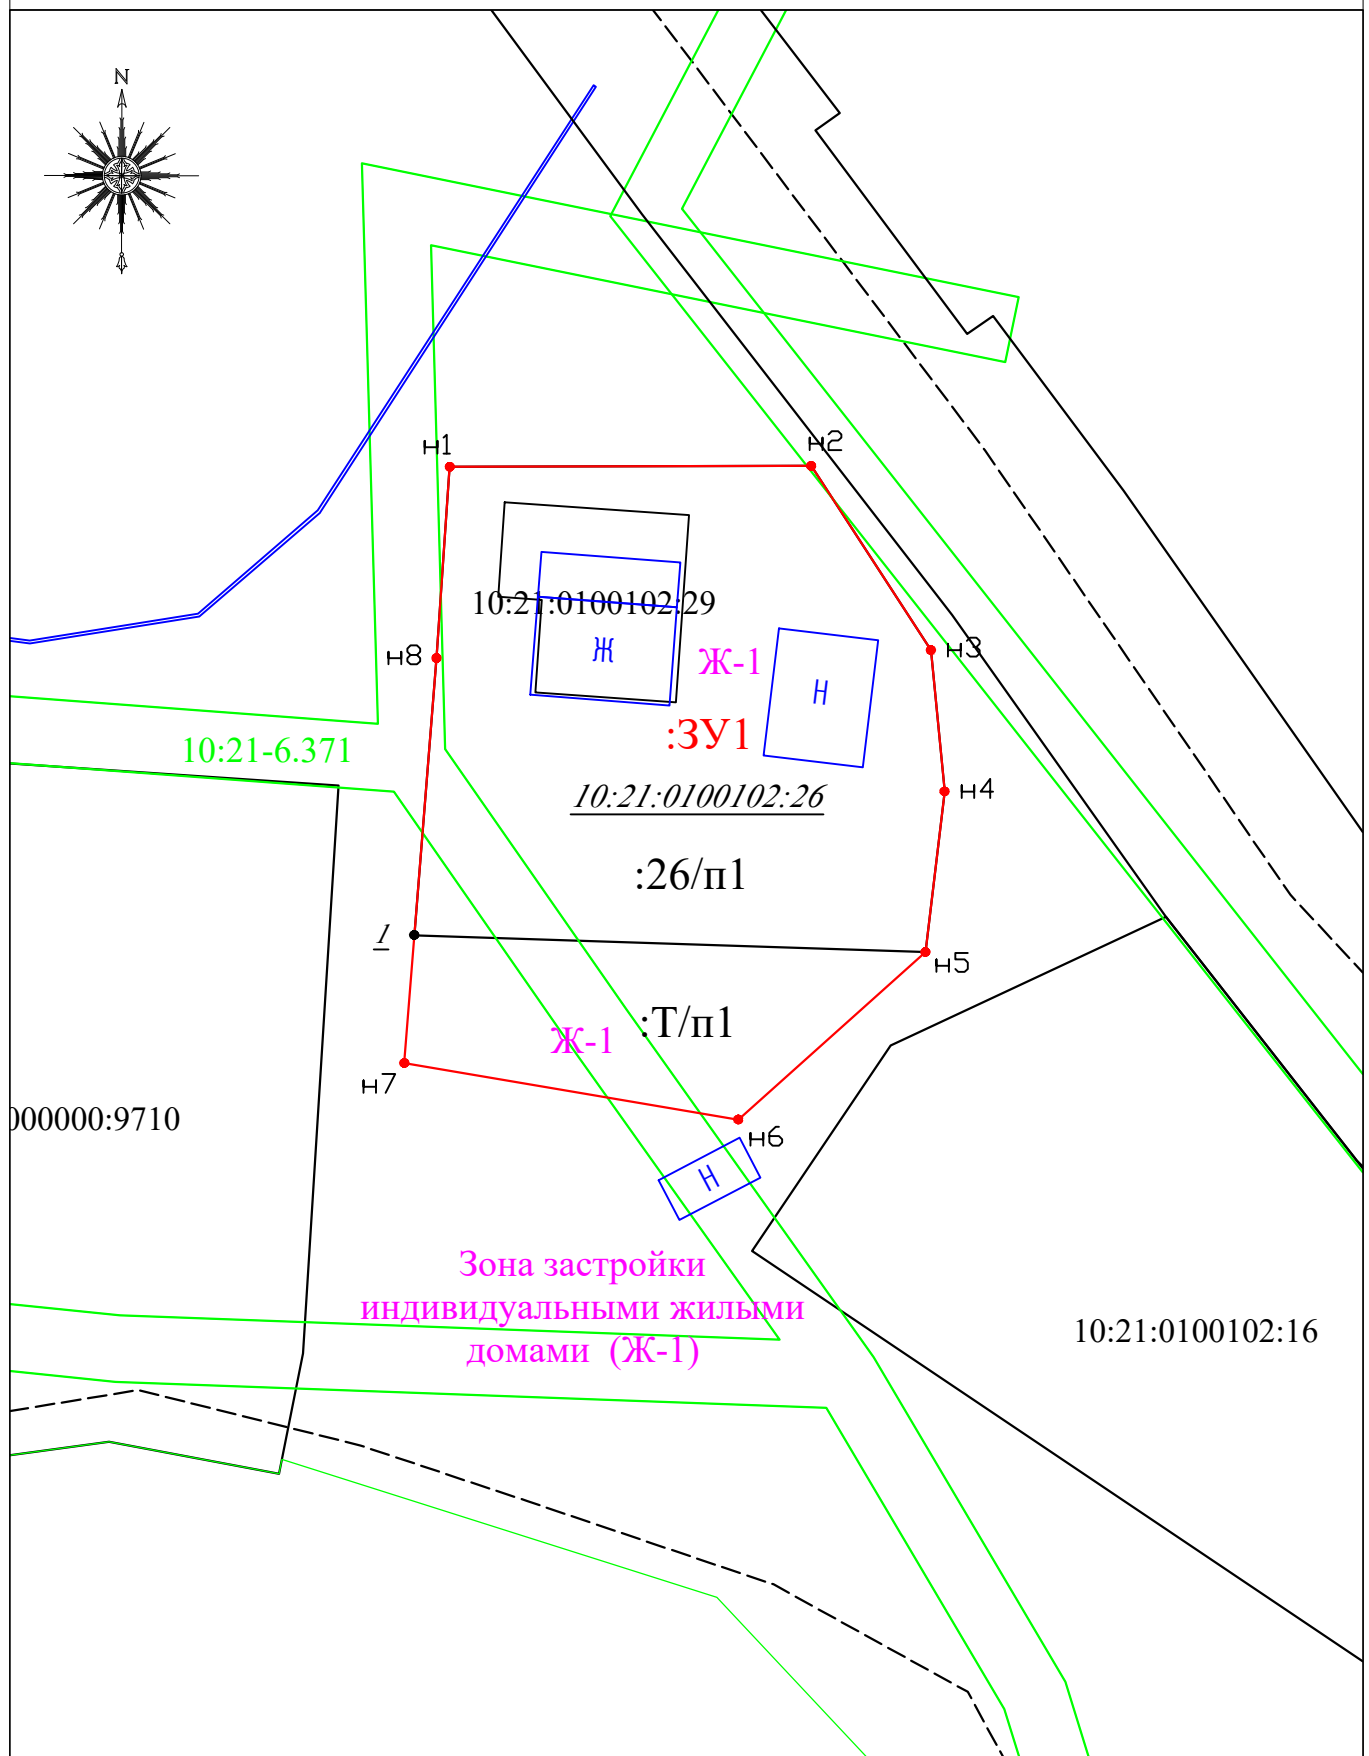 N
н1
н2
10:21:0100102:29
Ж
н8
Ж-1
н3
Н
:ЗУ1
10:21-6.371
н4
10:21:0100102:26
:26/п1
1
н5
:Т/п1
Ж-1
н7
000000:9710
н6
Н
Зона застройки
индивидуальными жилыми
домами (Ж-1)
10:21:0100102:16